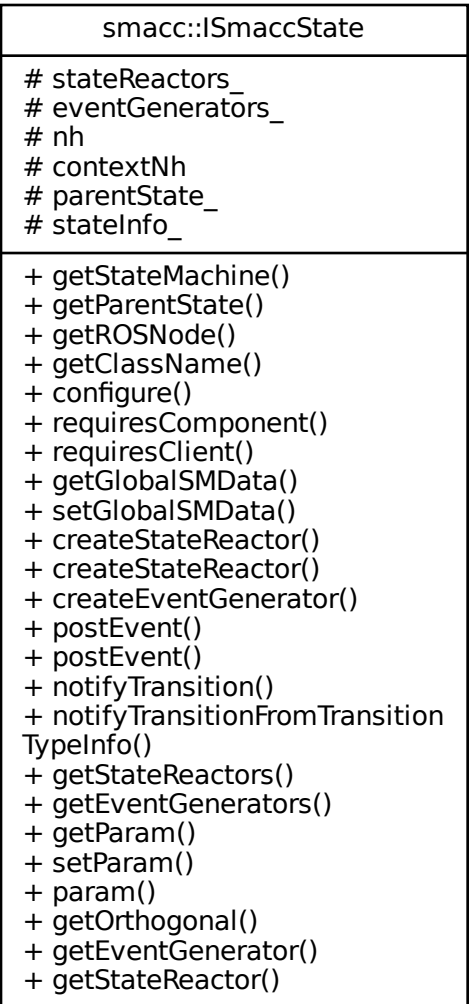 smacc::ISmaccState
# stateReactors_
# eventGenerators_
# nh
# contextNh
# parentState_
# stateInfo_
+ getStateMachine()
+ getParentState()
+ getROSNode()
+ getClassName()
+ configure()
+ requiresComponent()
+ requiresClient()
+ getGlobalSMData()
+ setGlobalSMData()
+ createStateReactor()
+ createStateReactor()
+ createEventGenerator()
+ postEvent()
+ postEvent()
+ notifyTransition()
+ notifyTransitionFromTransition
TypeInfo()
+ getStateReactors()
+ getEventGenerators()
+ getParam()
+ setParam()
+ param()
+ getOrthogonal()
+ getEventGenerator()
+ getStateReactor()